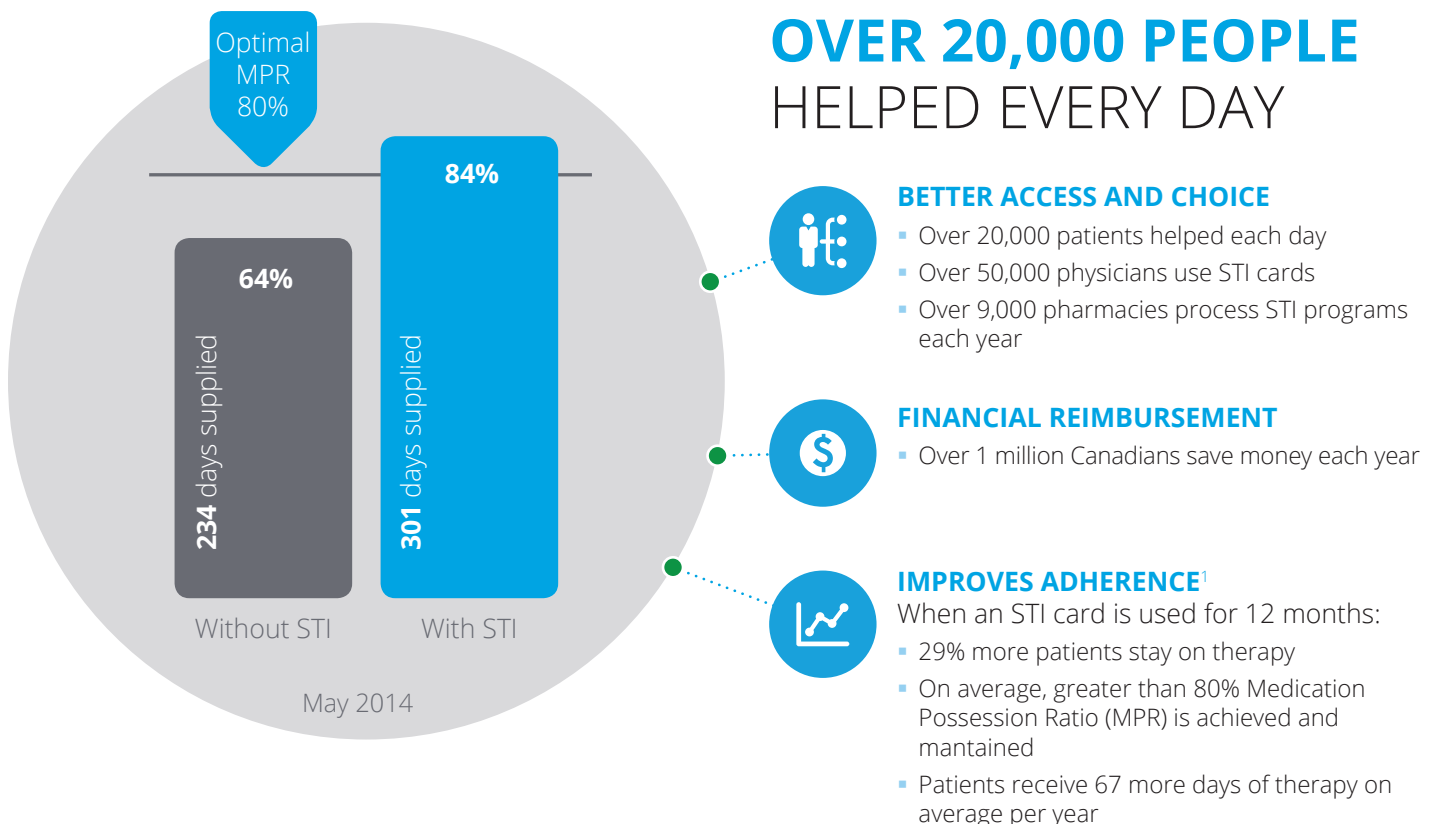 Optimal
MPR
80%
84%
64%
234 days supplied
301 days supplied
Without STI
With STI
May 2014
OVER 20,000 PEOPLE
HELPED EVERY DAY
BETTER ACCESS AND CHOICE
▪ Over 20,000 patients helped each day
▪ Over 50,000 physicians use STI cards
▪ Over 9,000 pharmacies process STI programs
each year
$
FINANCIAL REIMBURSEMENT
▪ Over 1 million Canadians save money each year
IMPROVES ADHERENCE¹
When an STI card is used for 12 months:
▪ 29% more patients stay on therapy
▪ On average, greater than 80% Medication
Possession Ratio (MPR) is achieved and
mantained
▪ Patients receive 67 more days of therapy on
average per year